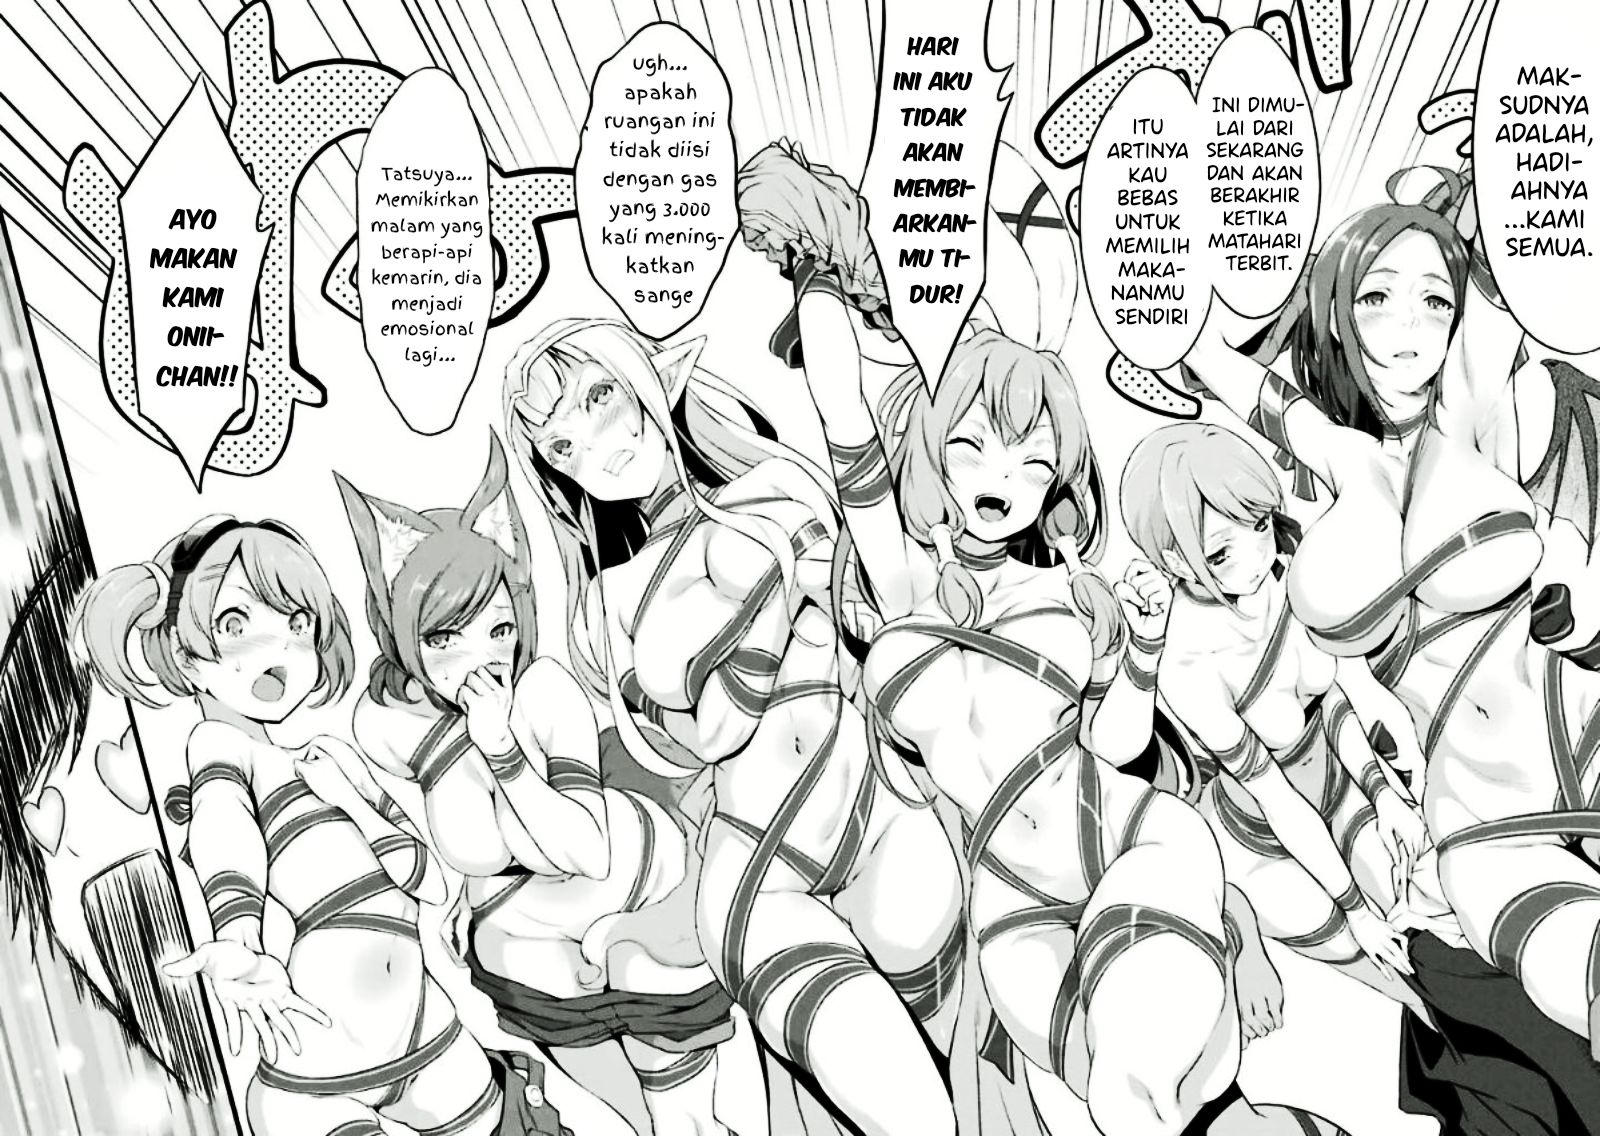 MAK-
SUDNYA
ADALAH,
HADI-
AHNYA
...KAMI
SEMUA.
INI DIMU-
LAI DARI
SEKARANG
DAN AKAN
BERAKHIR
KETIKA
MATAHARI
TERBIT.
ITU
ARTINYA
KAU
BEBAS
UNTUK
MEMILIH
MAKA-
NANMU
SENDIRI
HARI
INI AKU
TIDAK
AKAN
MEMBI-
ARKAN-
MU TI-
DUR!
ugh...
apakah
ruangan ini
tidak diisi
dengan gas
yang 3.000
kali mening-
katkan
sange
Tatsuya...
Memikirkan
malam yang
berapi-api
kemarin, dia
menjadi
emosional
lagi...
AYO
MAKAN
KAMI
ONII-
CHAN!!